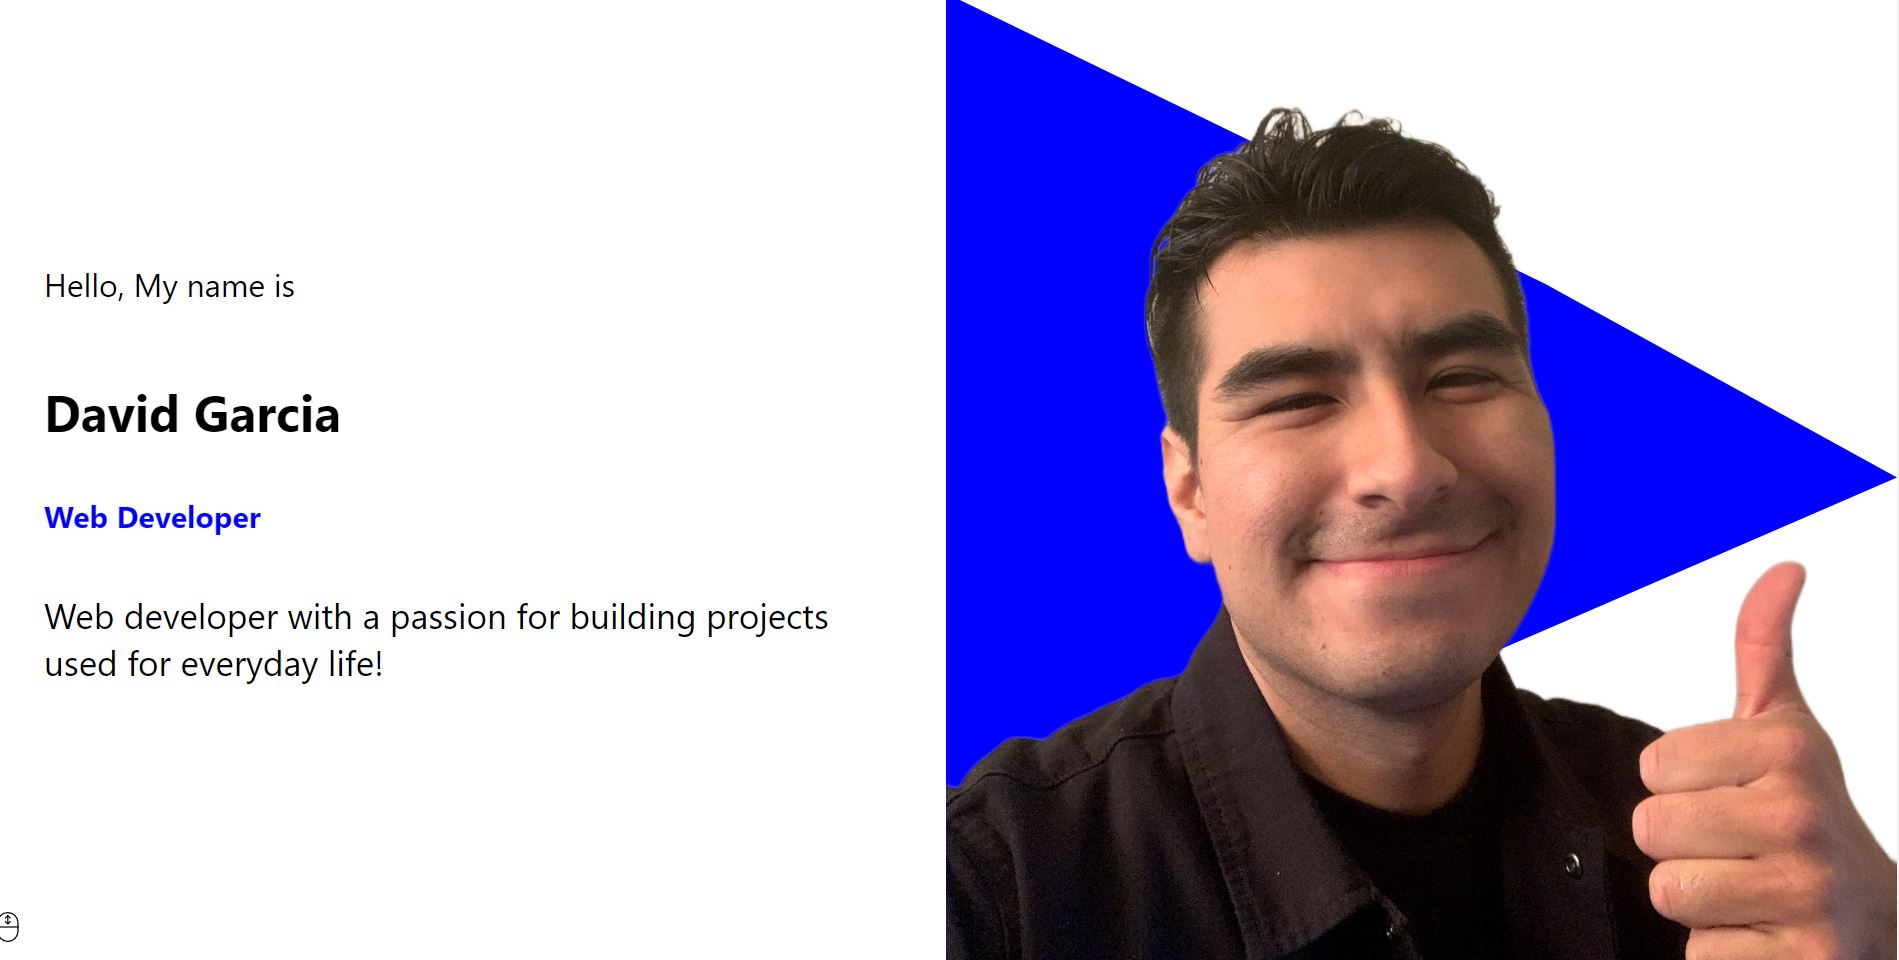 Hello, My name is
David Garcia
Web Developer
Web developer with a passion for building projects
used for everyday life!